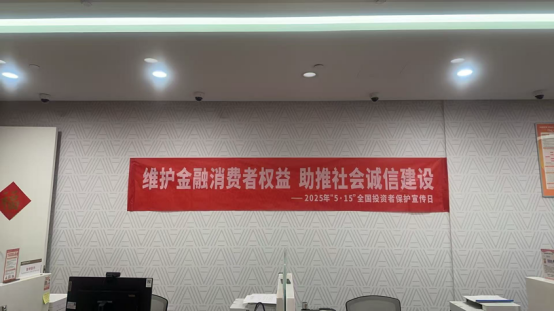 维护金融消费者权益 助推社会诚信建设
——2025年“5·15”全国投资者保护宣传日